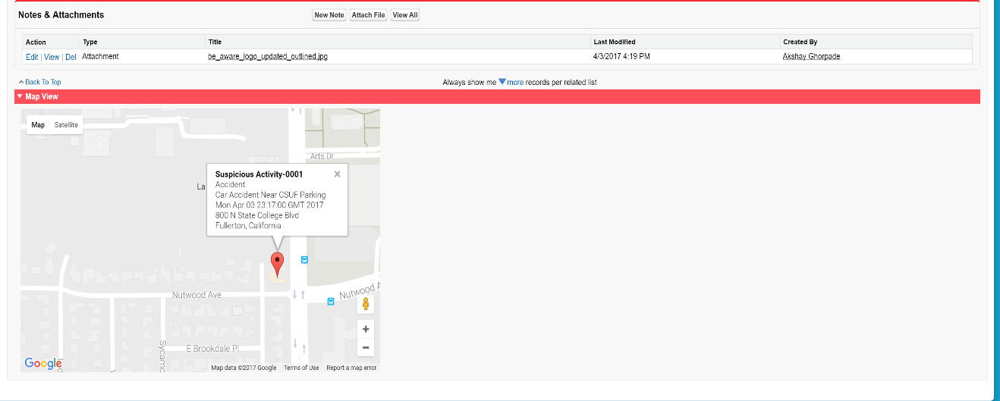 Notes & Attachments New Note Attach File View All
Action Type Title Last Modified Created By
Edit | View | Del Attachment be_aware_logo_updated_outlined.jpg 4/3/2017 4:19 PM Akshay Ghorpade
Back To Top Always show me more records per related list
Map View
Map Satellite
Arts Dr
La
Suspicious Activity-0001
Accident
Car Accident Near CSUF Parking
Mon Apr 03 23:17:00 GMT 2017
800 N State College Blvd
Fullerton, California
Nutwood Ave
Nutwood A
E Brookdale Pl
Sycamo
Google
Map data ©2017 Google Terms of Use Report a map error